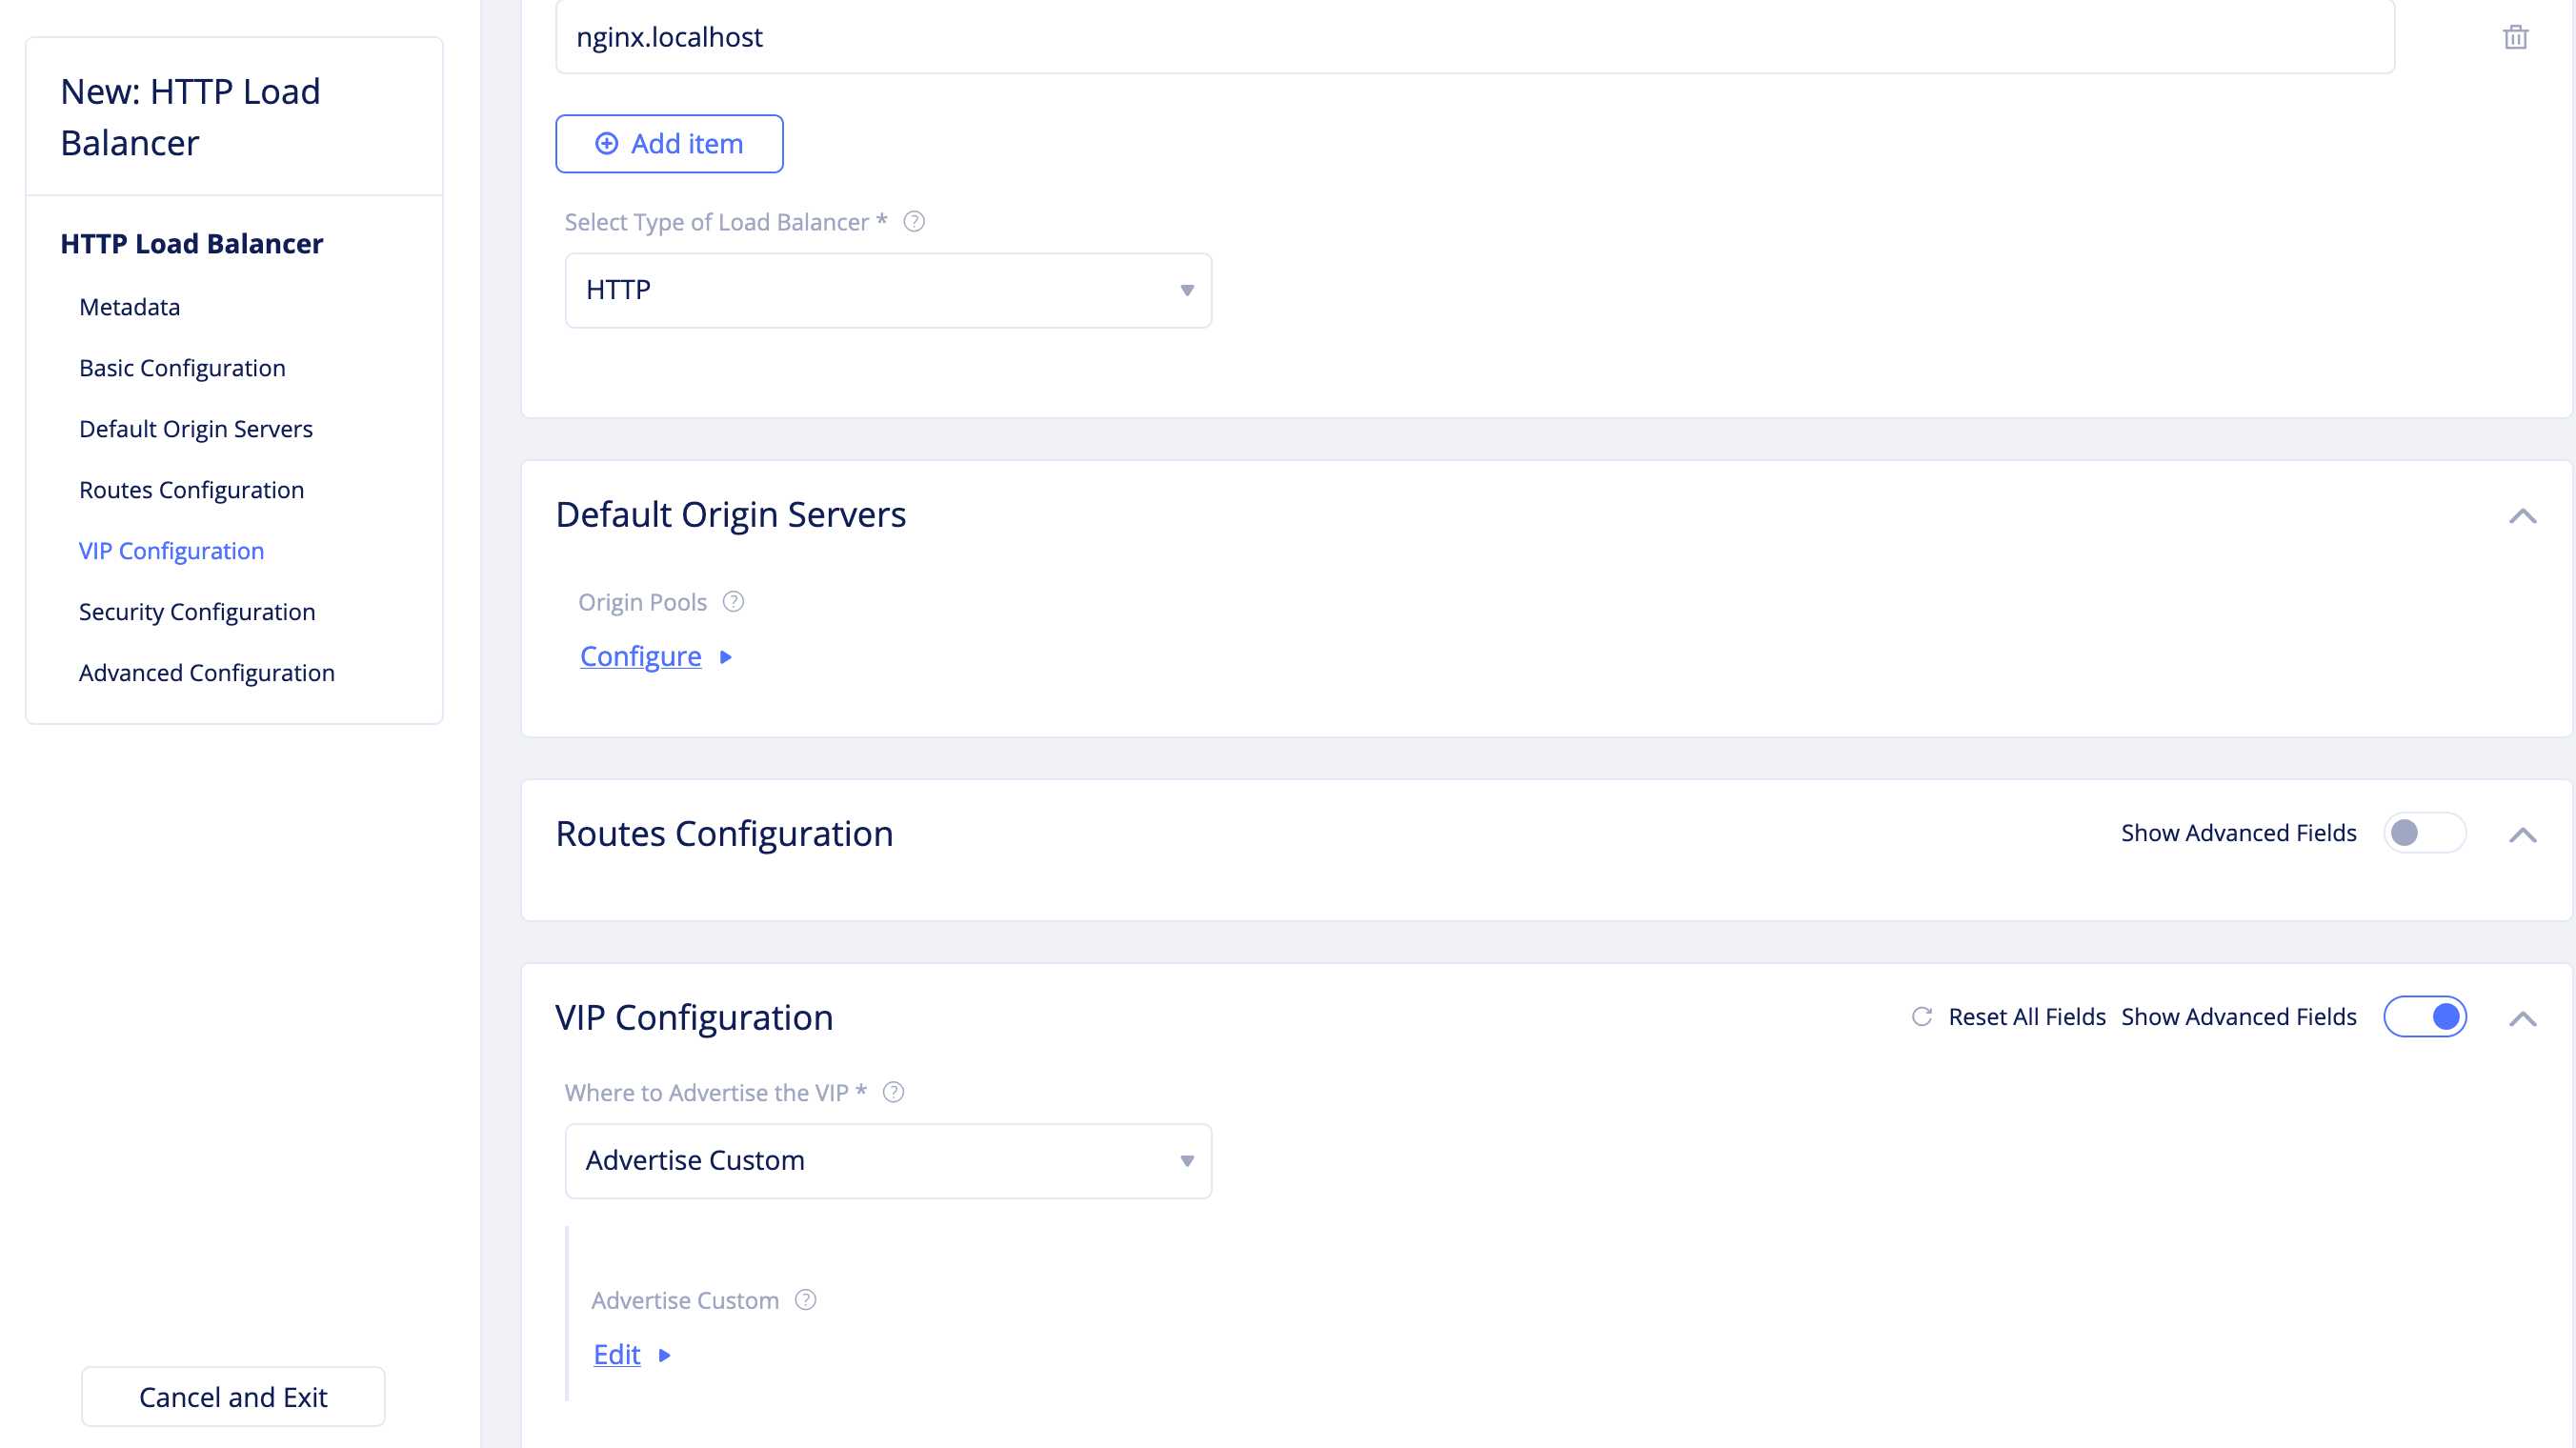 New: HTTP Load
Balancer
HTTP Load Balancer
Metadata
Basic Configuration
Default Origin Servers
Routes Configuration
VIP Configuration
Security Configuration
Advanced Configuration
Cancel and Exit
nginx.localhost
Add item
Select Type of Load Balancer *
HTTP
Default Origin Servers
Origin Pools
Configure
Routes Configuration
Show Advanced Fields
VIP Configuration
Reset All Fields Show Advanced Fields
Where to Advertise the VIP *
Advertise Custom
Advertise Custom
Edit